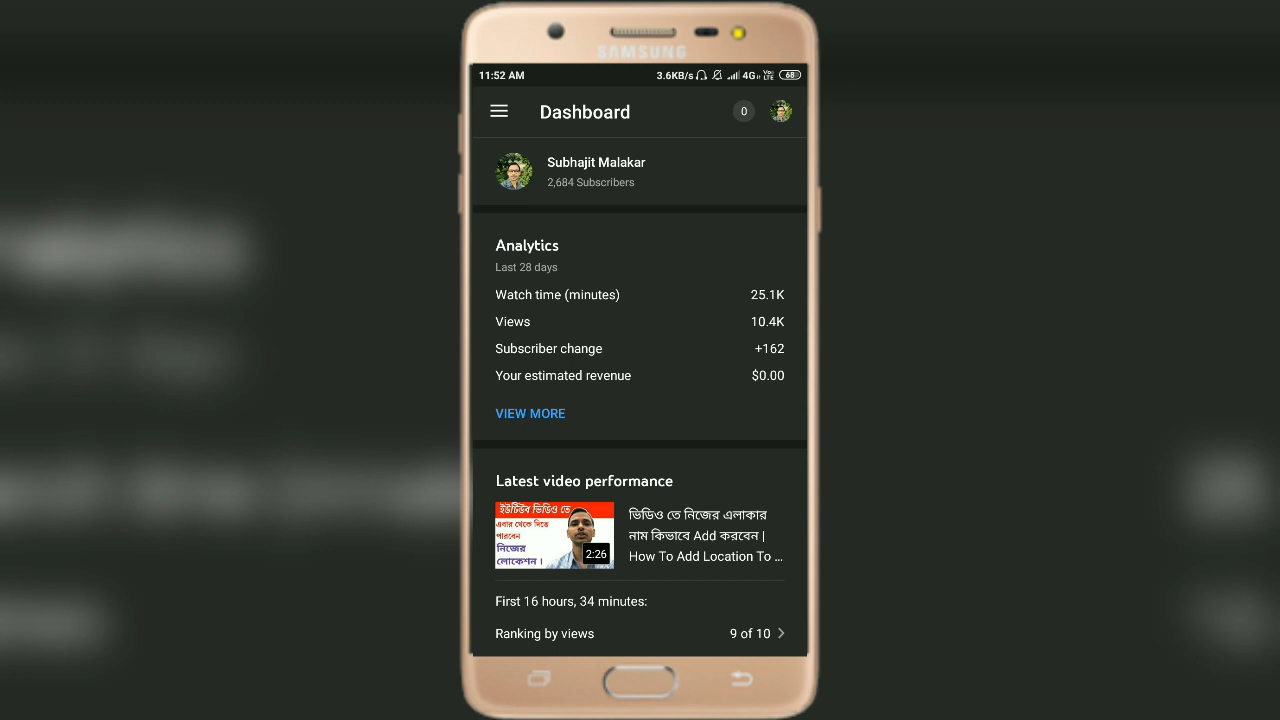 SAMSUNG
11:52 AM 3.6KB/s 4G VoLTE 68
Dashboard 0
Subhajit Malakar
2,684 Subscribers
Analytics
Last 28 days
Watch time (minutes) 25.1K
Views 10.4K
Subscriber change +162
Your estimated revenue $0.00
VIEW MORE
Latest video performance
ইউটিউব ভিডিও তে
এবার থেকে দিতে
পারবেন
নিজের
লোকেশন ।
2:26
ভিডিও তে নিজের এলাকার
নাম কিভাবে Add করবেন |
How To Add Location To ...
First 16 hours, 34 minutes:
Ranking by views 9 of 10